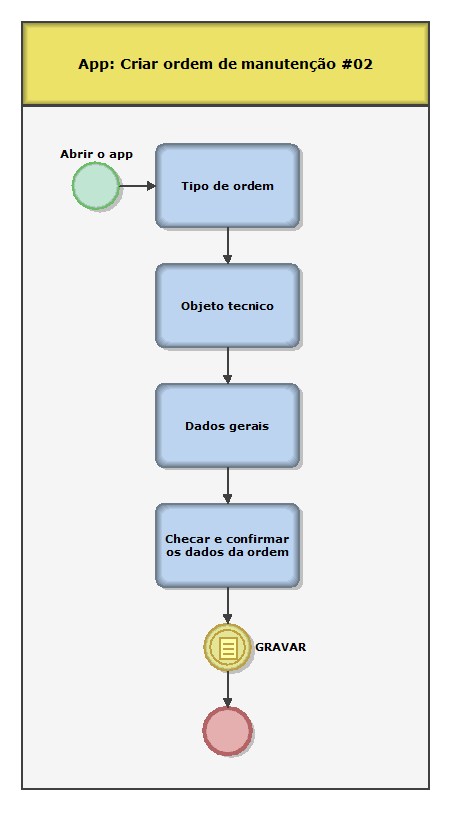 App: Criar ordem de manutenção #02
Abrir o app
Tipo de ordem
Objeto tecnico
Dados gerais
Checar e confirmar
os dados da ordem
GRAVAR